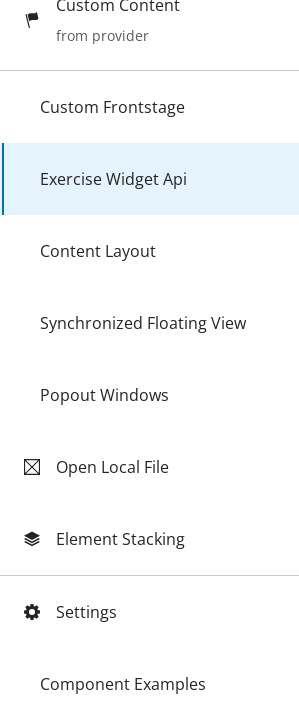 Custom Content
from provider
Custom Frontstage
Exercise Widget Api
Content Layout
Synchronized Floating View
Popout Windows
Open Local File
Element Stacking
Settings
Component Examples